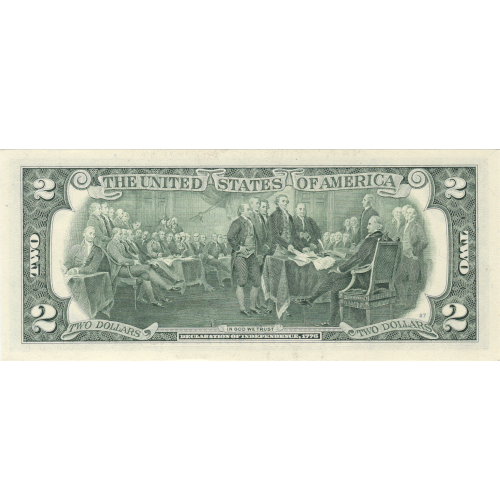 THE UNITED STATES OF AMERICA
2
2
TWO
TWO
2
2
TWO DOLLARS
TWO DOLLARS
IN GOD WE TRUST
DECLARATION OF INDEPENDENCE, 1776